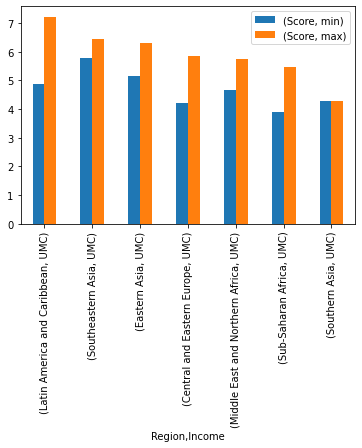 (Score, min)
(Score, max)
7
6
5
4
3
2
1
0
(Latin America and Caribbean, UMC)
(Southeastern Asia, UMC)
(Eastern Asia, UMC)
(Central and Eastern Europe, UMC)
(Middle East and Northern Africa, UMC)
(Sub-Saharan Africa, UMC)
(Southern Asia, UMC)
Region,Income